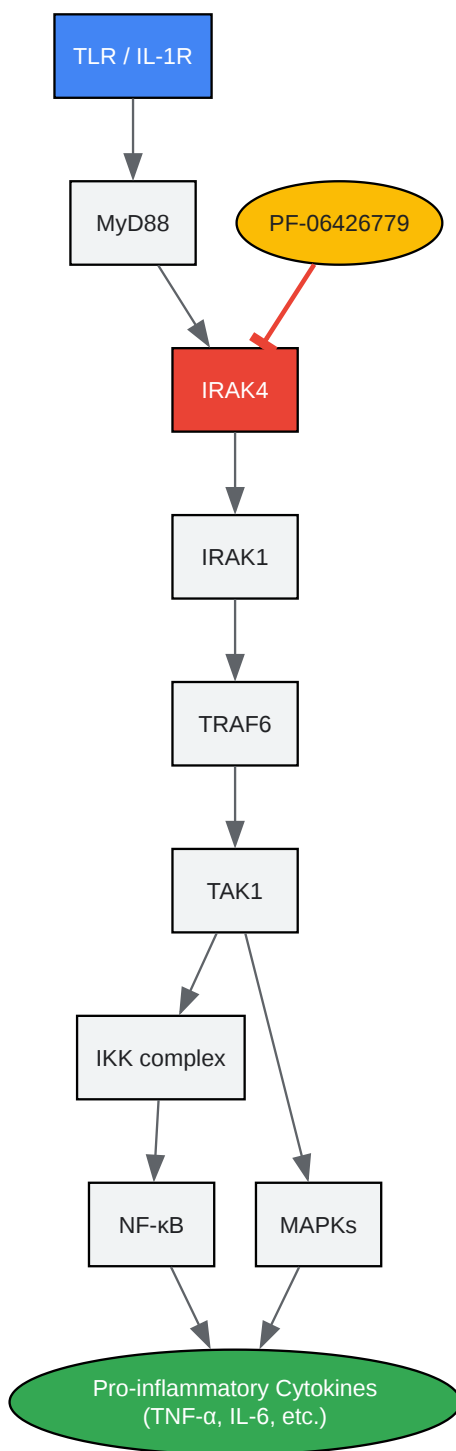 TLR / IL-1R
MyD88
PF-06426779
IRAK4
IRAK1
TRAF6
TAK1
IKK complex
NF-κB
MAPKs
Pro-inflammatory Cytokines
(TNF-α, IL-6, etc.)